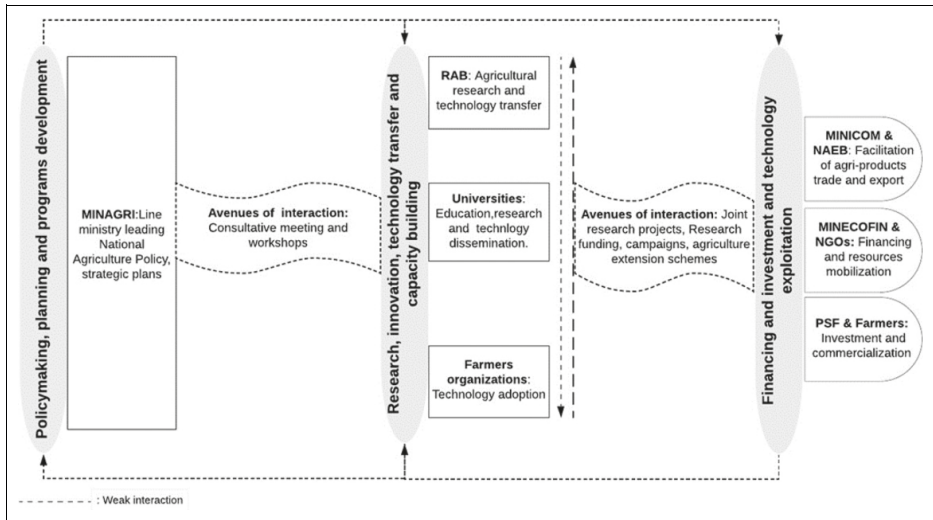 Policymaking, planning and programs development
MINAGRI:Line
ministry leading
National
Agriculture Policy,
strategic plans
Avenues of interaction:
Consultative meeting and
workshops
Research, innovation, technology transfer and
capacity building
RAB: Agricultural
research and
technology transfer
Universities:
Education,research
and technlogy
dissemination.
Farmers
organizations:
Technology adoption
Avenues of interaction: Joint
research projects, Research
funding, campaigns, agriculture
extension schemes
Financing and investment and technology
exploitation
MINICOM &
NAEB: Facilitation
of agri-products
trade and export
MINECOFIN &
NGOs: Financing
and resources
mobilization
PSF & Farmers:
Investment and
commercialization
: Weak interaction